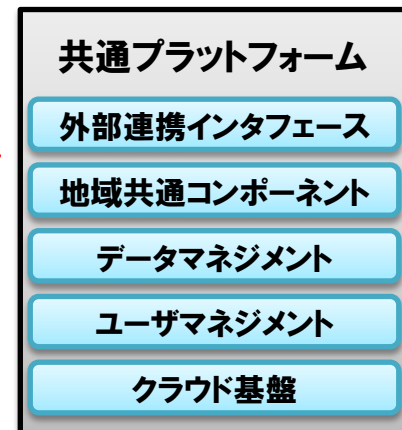 共通プラットフォーム
外部連携インタフェース
地域共通コンポーネント
データマネジメント
ユーザマネジメント
クラウド基盤